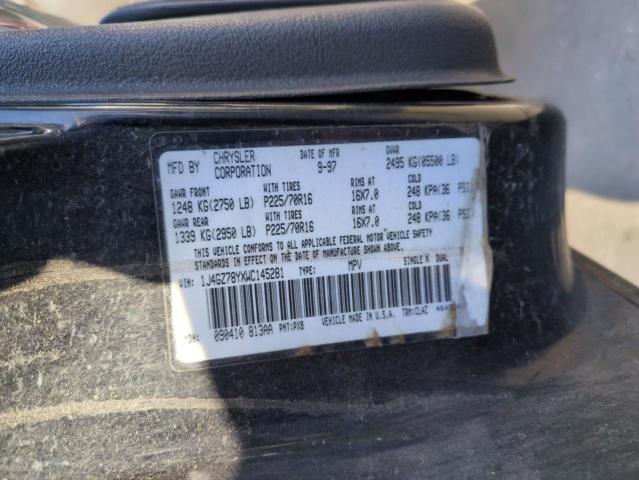 MFD BY CHRYSLER CORPORATION DATE OF MFR 9-97 GVWR 2495 KG(05500 LB)
GAWR FRONT WITH TIRES RIMS AT COLD
1248 KG(2750 LB) P225/70R16 16X7.0 248 KPA(36 PSI)
GAWR REAR WITH TIRES RIMS AT COLD
1339 KG(2950 LB) P225/70R16 16X7.0 248 KPA(36 PSI)
THIS VEHICLE CONFORMS TO ALL APPLICABLE FEDERAL MOTOR VEHICLE SAFETY
STANDARDS IN EFFECT ON THE DATE OF MANUFACTURE SHOWN ABOVE.
VIN: 1J4GZ78YXWC145281 TYPE: MPV SINGLE X DUAL
MDH: 090410 813AA PNT:PX8 VEHICLE MADE IN U.S.A. TRM:CLAZ